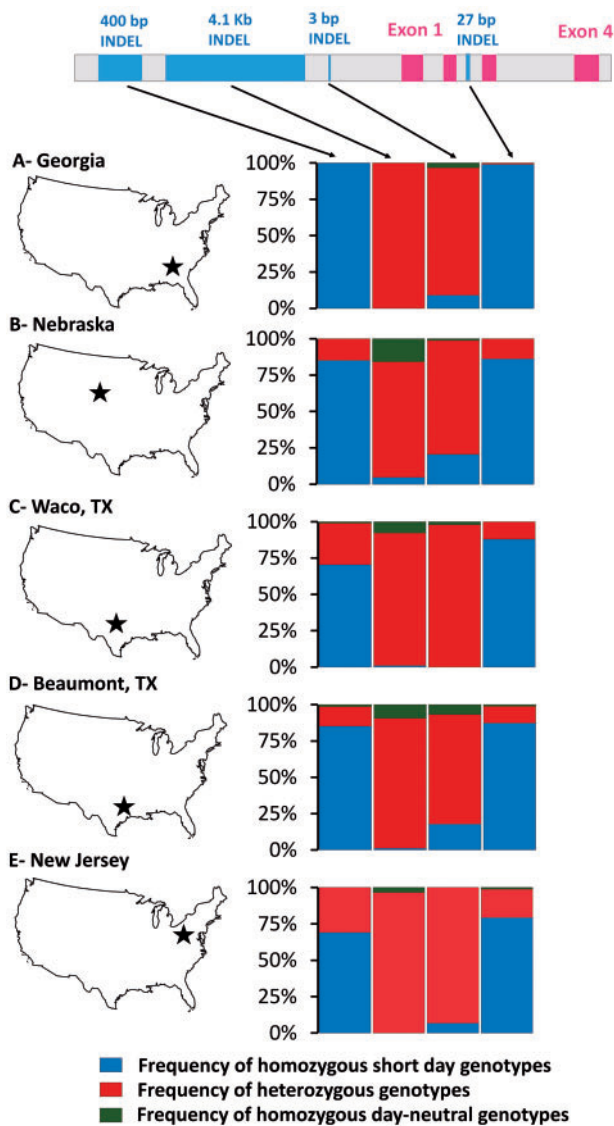 400 bp INDEL
4.1 Kb INDEL
3 bp INDEL
Exon 1
27 bp INDEL
Exon 4
A- Georgia
100%
75%
50%
25%
0%
B- Nebraska
100%
75%
50%
25%
0%
C- Waco, TX
100%
75%
50%
25%
0%
D- Beaumont, TX
100%
75%
50%
25%
0%
E- New Jersey
100%
75%
50%
25%
0%
Frequency of homozygous short day genotypes
Frequency of heterozygous genotypes
Frequency of homozygous day-neutral genotypes